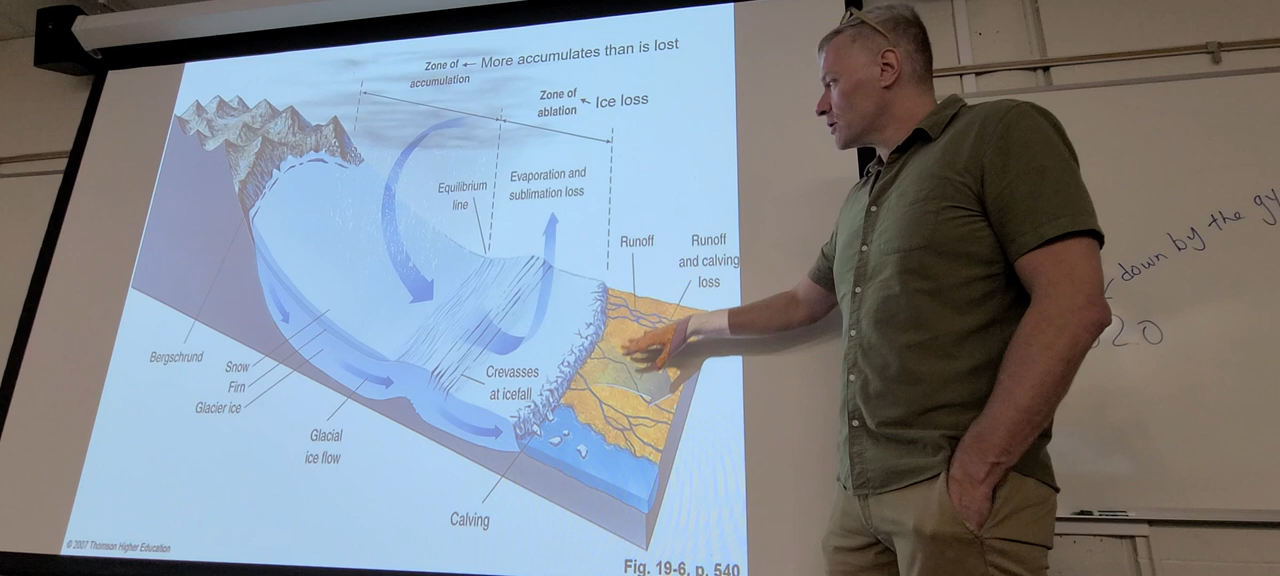 Zone of ← More accumulates than is lost
accumulation
Zone of
ablation
Ice loss
Equilibrium
line
Evaporation and
sublimation loss
Runoff
Runoff
and calving
loss
Bergschrund
Snow
Firn
Glacier ice
Glacial
ice flow
Crevasses
at icefall
Calving
© 2007 Thomson Higher Education
Fig. 19-6, p. 540
down by the
20